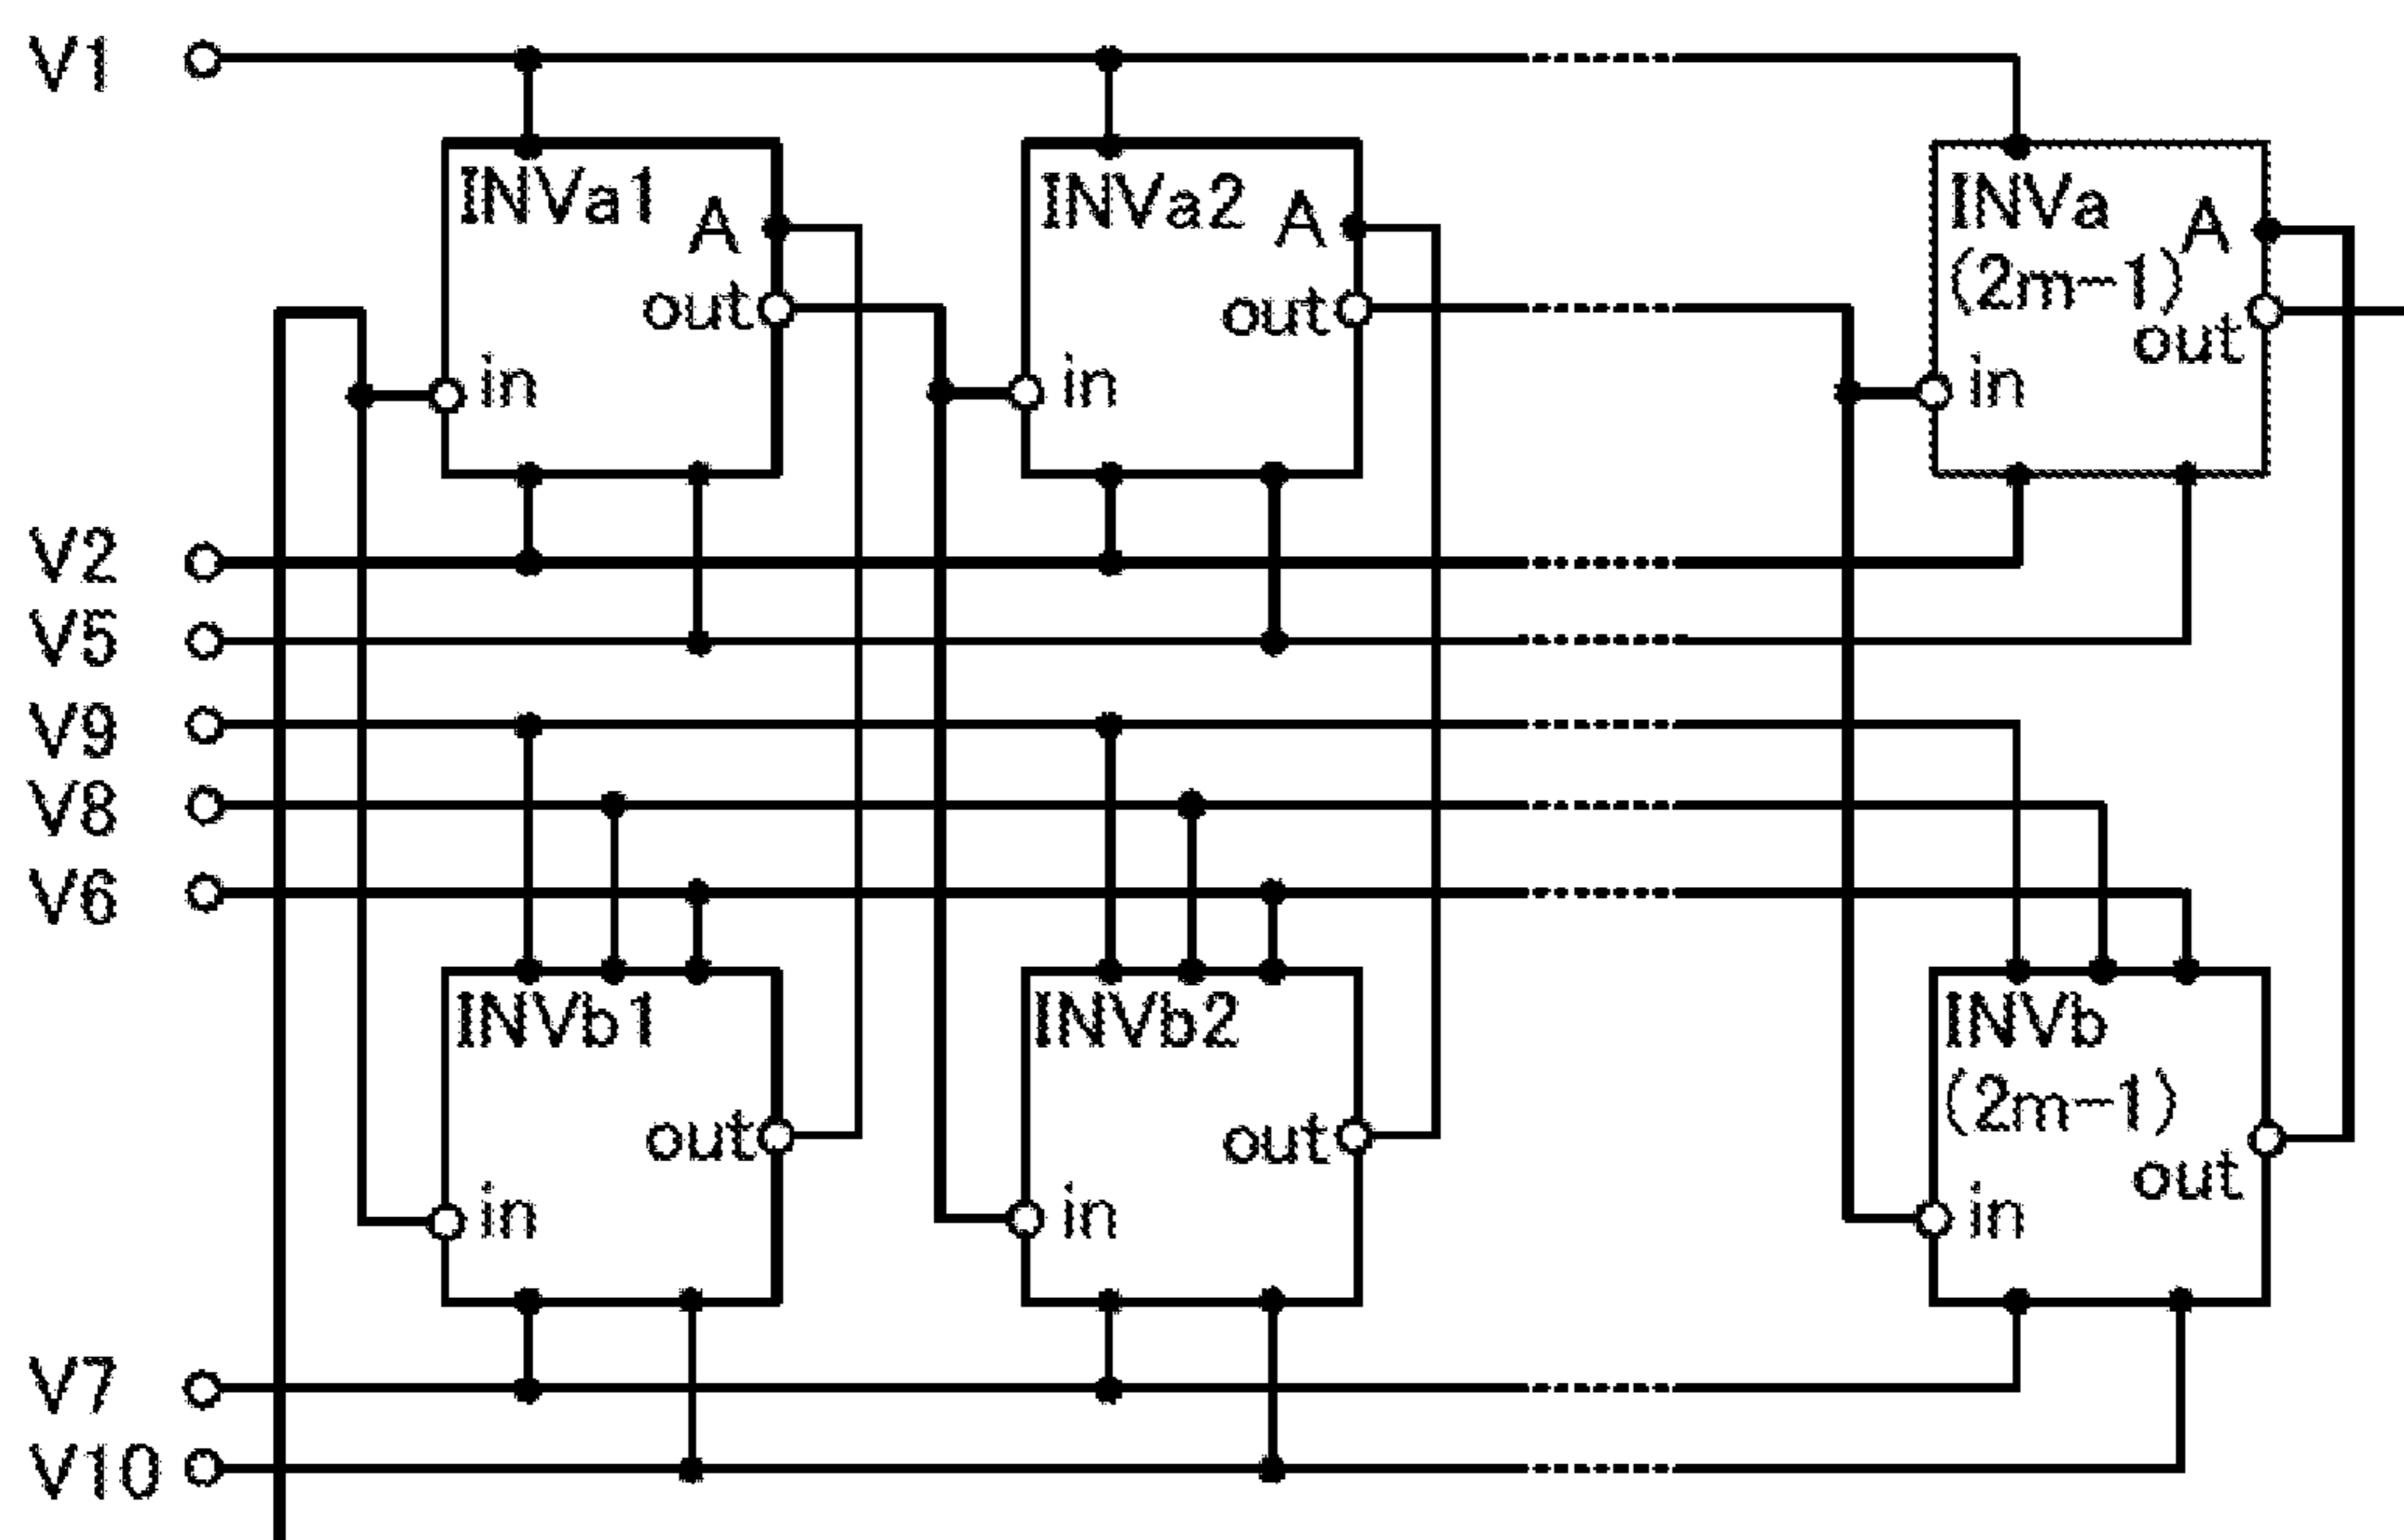 V1
INVa1
A
out
in
INVa2
A
out
in
INVa
(2m-1)
A
out
in
V2
V5
V9
V8
V6
INVb1
out
in
INVb2
out
in
INVb
(2m-1)
out
in
V7
V10